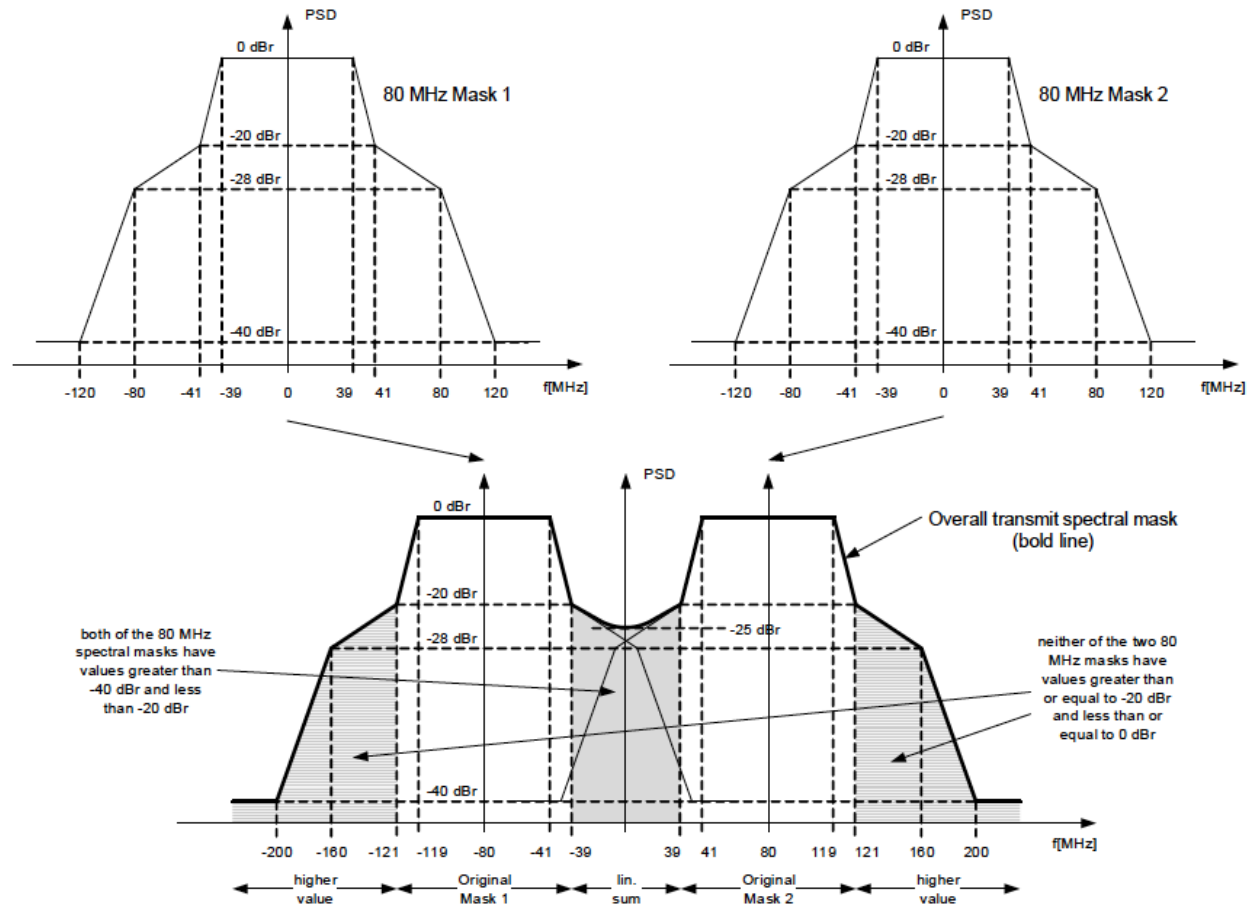 PSD
0 dBr
80 MHz Mask 1
-20 dBr
-28 dBr
-40 dBr
-120 -80 -41 -39 0 39 41 80 120
f[MHz]
PSD
0 dBr
80 MHz Mask 2
-20 dBr
-28 dBr
-40 dBr
-120 -80 -41 -39 0 39 41 80 120
f[MHz]
PSD
0 dBr
Overall transmit spectral mask
(bold line)
-20 dBr
-25 dBr
-28 dBr
-40 dBr
both of the 80 MHz
spectral masks have
values greater than
-40 dBr and less
than -20 dBr
neither of the two 80
MHz masks have
values greater than
or equal to -20 dBr
and less than or
equal to 0 dBr
-200 -160 -121 -119 -80 -41 -39 39 41 80 119 121 160 200
f[MHz]
higher
value
Original
Mask 1
lin.
sum
Original
Mask 2
higher
value